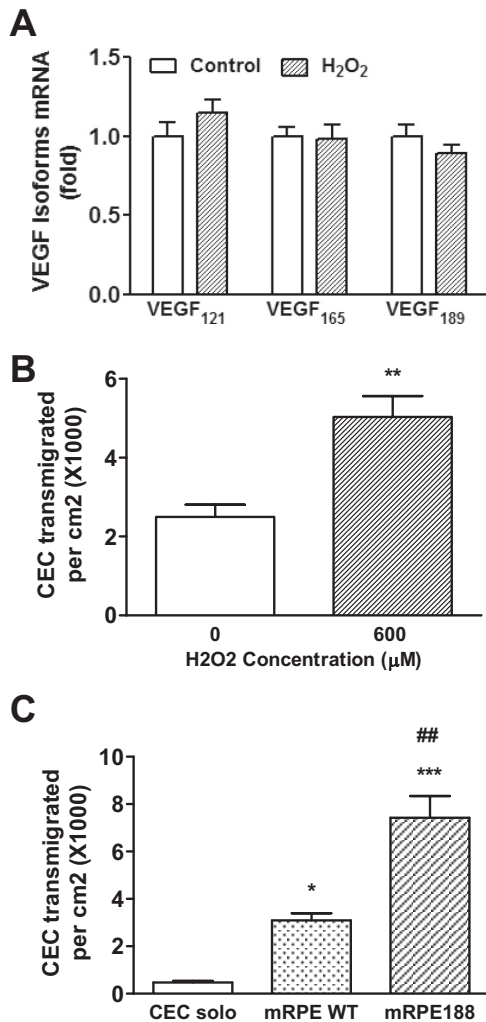 A
VEGF Isoforms mRNA
(fold)
1.5
1.0
0.5
0.0
Control
H₂O₂
VEGF₁₂₁
VEGF₁₆₅
VEGF₁₈₉
B
CEC transmigrated
per cm2 (X1000)
6
4
2
0
**
0
600
H2O2 Concentration (μM)
C
CEC transmigrated
per cm2 (X1000)
10
8
6
4
2
0
*
##
***
CEC solo
mRPE WT
mRPE188